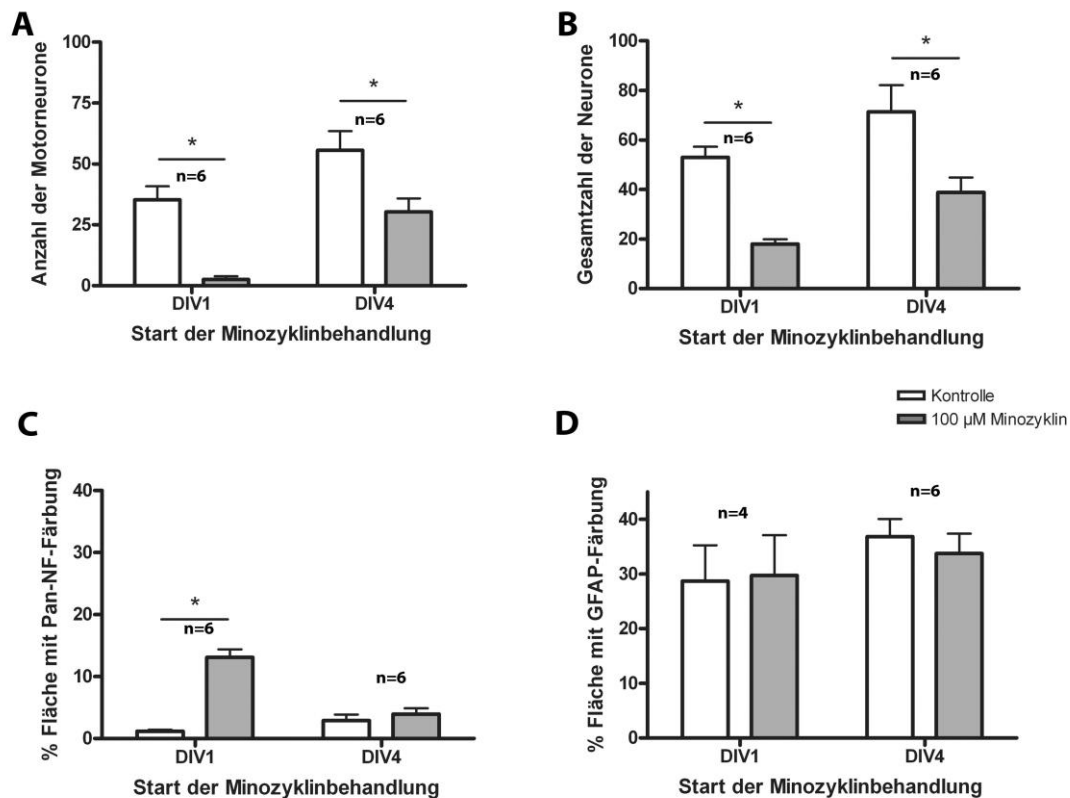 A
Anzahl der Motorneurone
100
75
50
25
0
*
n=6
*
n=6
DIV1
DIV4
Start der Minozyklinbehandlung
B
Gesamtzahl der Neurone
100
80
60
40
20
0
*
n=6
*
n=6
DIV1
DIV4
Start der Minozyklinbehandlung
Kontrolle
100 µM Minozyklin
C
% Fläche mit Pan-NF-Färbung
40
30
20
10
0
*
n=6
n=6
DIV1
DIV4
Start der Minozyklinbehandlung
D
% Fläche mit GFAP-Färbung
40
30
20
10
0
n=4
n=6
DIV1
DIV4
Start der Minozyklinbehandlung